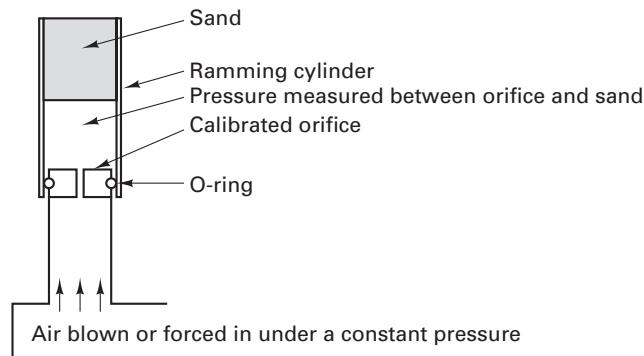 Sand
Ramming cylinder
Pressure measured between orifice and sand
Calibrated orifice
O-ring
Air blown or forced in under a constant pressure